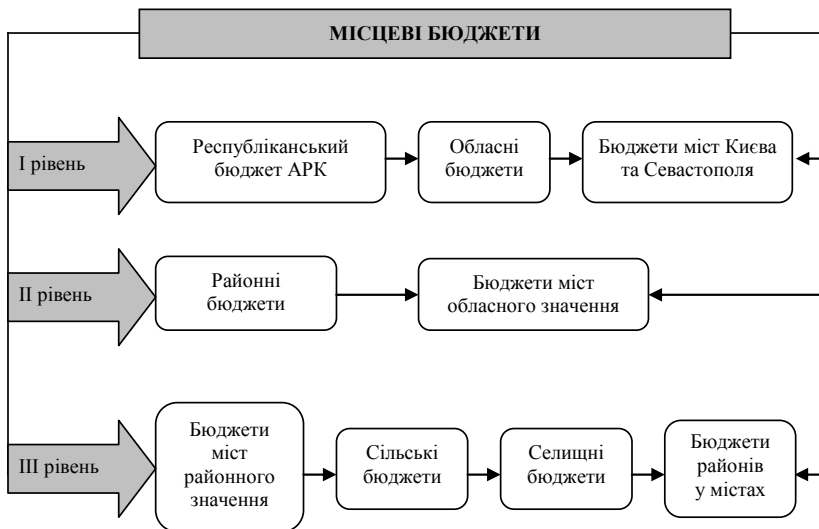 МІСЦЕВІ БЮДЖЕТИ
І рівень
Республіканський
бюджет АРК
Обласні
бюджети
Бюджети міст Києва
та Севастополя
ІІ рівень
Районні
бюджети
Бюджети міст
обласного значення
ІІІ рівень
Бюджети
міст
районного
значення
Сільські
бюджети
Селищні
бюджети
Бюджети
районів
у містах